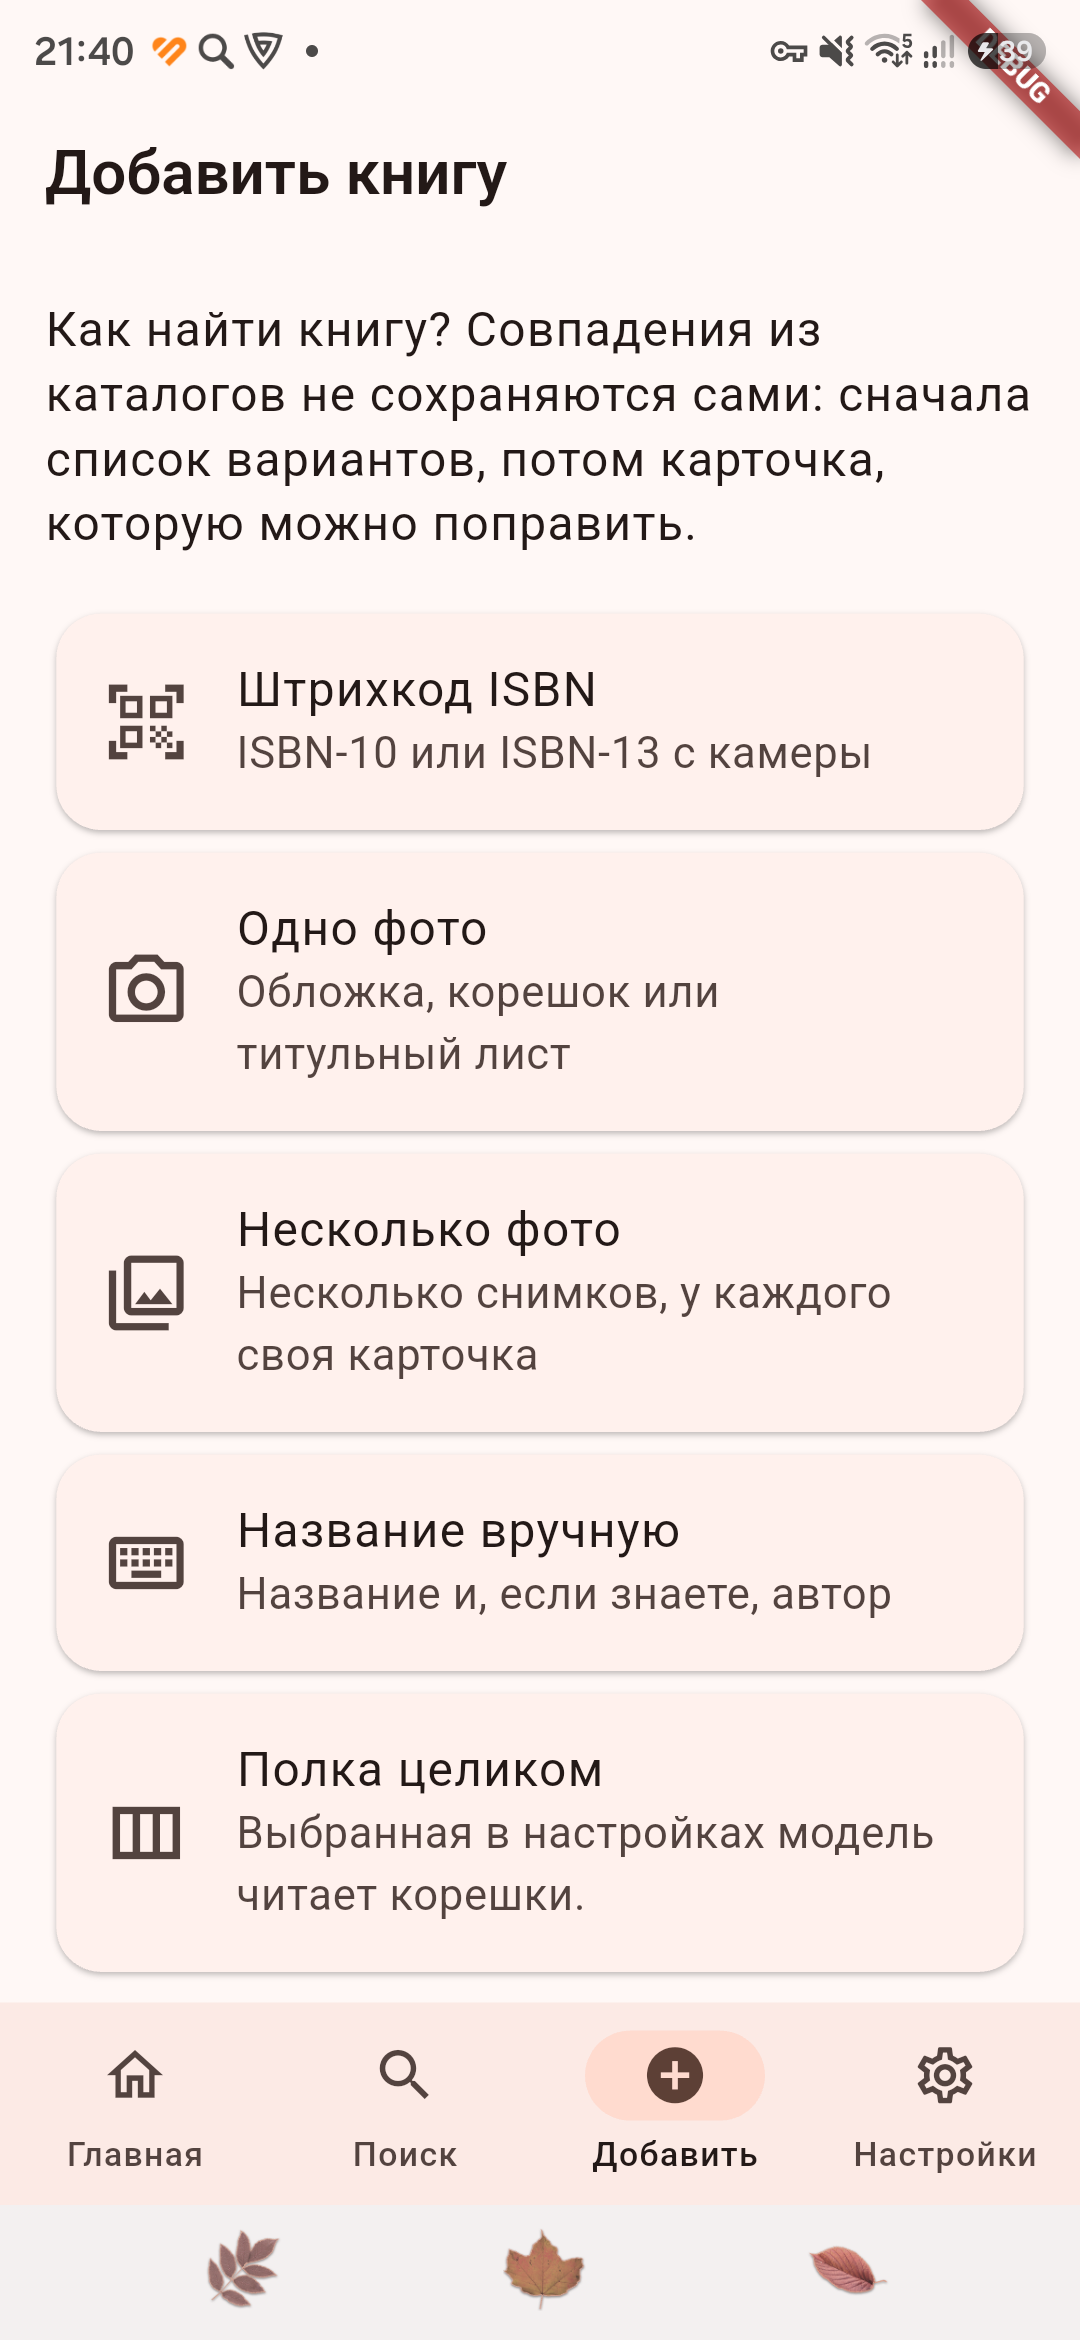 21:40
5
39
BUG
Добавить книгу
Как найти книгу? Совпадения из
каталогов не сохраняются сами: сначала
список вариантов, потом карточка,
которую можно поправить.
Штрихкод ISBN
ISBN-10 или ISBN-13 с камеры
Одно фото
Обложка, корешок или
титульный лист
Несколько фото
Несколько снимков, у каждого
своя карточка
Название вручную
Название и, если знаете, автор
Полка целиком
Выбранная в настройках модель
читает корешки.
Главная
Поиск
Добавить
Настройки